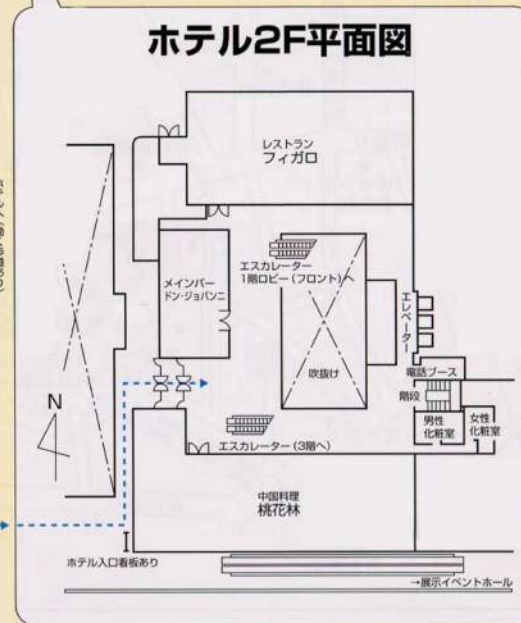 ホテル2F平面図
レストラン
フィガロ
エスカレーター
1階ロビー(フロント)へ
メインバー
ドン・ジョバンニ
エレベーター
吹抜け
電話ブース
階段
男性
化粧室
女性
化粧室
N
エスカレーター(3階へ)
中国料理
桃花林
ホテル入口看板あり
→展示イベントホール